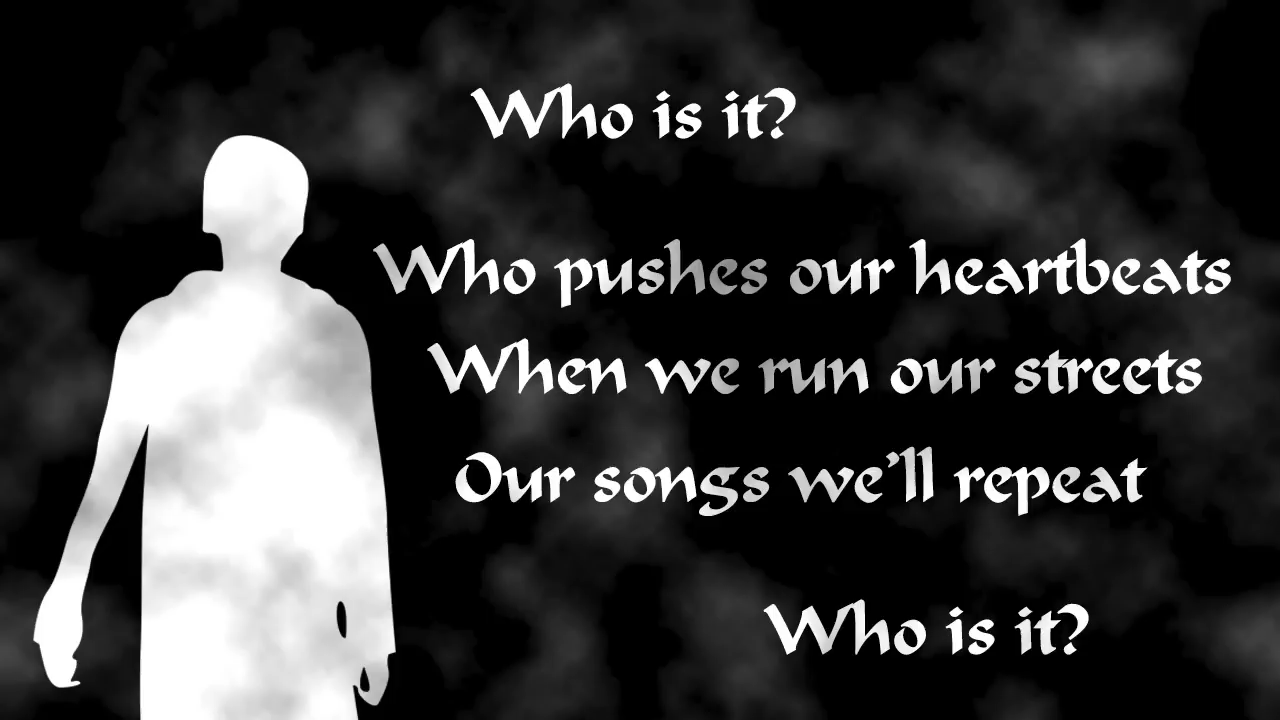 Who is it?
Who pushes our heartbeats
When we run our streets
Our songs we'll repeat
Who is it?